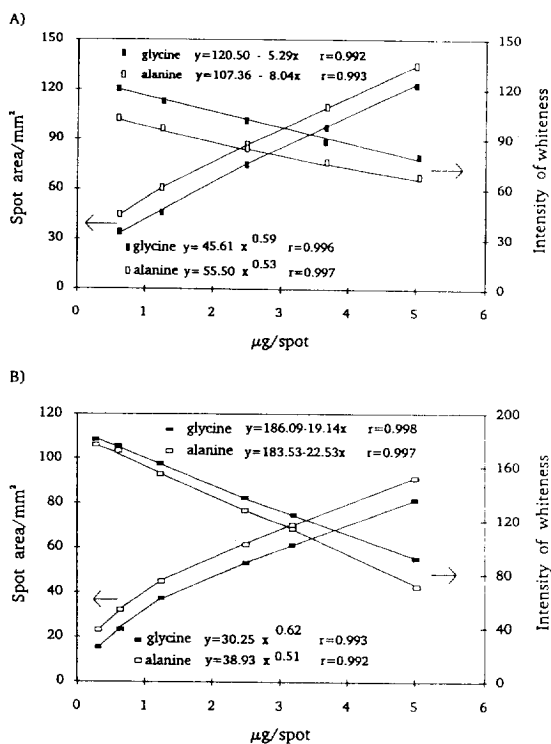 A)
glycine y=120.50 - 5.29x r=0.992
alanine y=107.36 - 8.04x r=0.993
150
120
90
60
30
0
Spot area/mm²
150
120
90
60
30
0
Intensity of whiteness
glycine y= 45.61 x 0.59 r=0.996
alanine y= 55.50 x 0.53 r=0.997
0 1 2 3 4 5 6
µg/spot
B)
glycine y=186.09-19.14x r=0.998
alanine y=183.53-22.53x r=0.997
120
100
80
60
40
20
0
Spot area/mm²
200
160
120
80
40
0
Intensity of whiteness
glycine y=30.25 x 0.62 r=0.993
alanine y=38.93 x 0.51 r=0.992
0 1 2 3 4 5 6
µg/spot